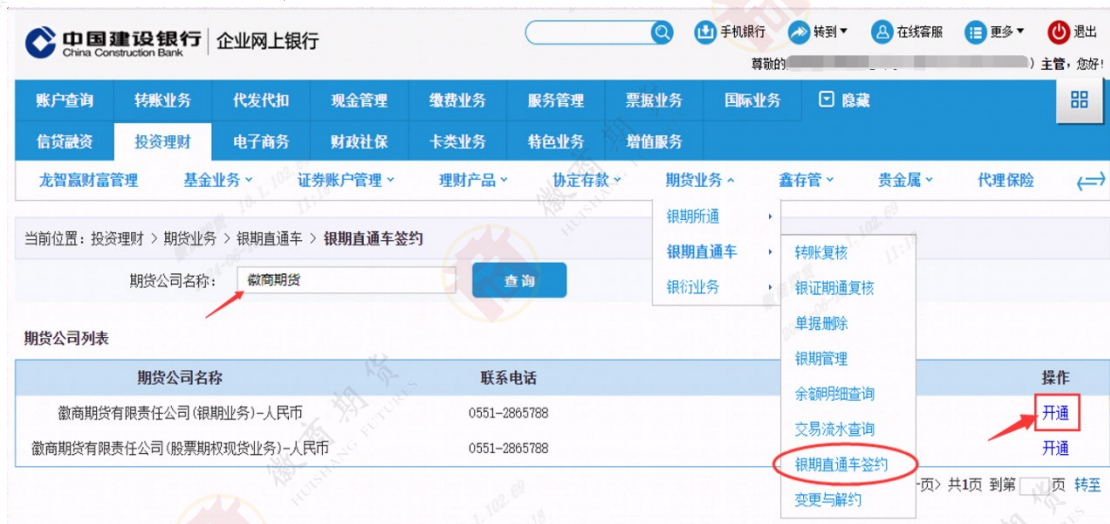 中国建设银行 企业网上银行 手机银行 转到 在线客服 更多 退出
China Construction Bank
尊敬的 ）主管，您好！
账户查询 转账业务 代发代扣 现金管理 缴费业务 服务管理 票据业务 国际业务 隐藏
信贷融资 投资理财 电子商务 财政社保 卡类业务 特色业务 增值服务
龙智赢财富管理 基金业务 证券账户管理 理财产品 协定存款 期货业务 鑫存管 贵金属 代理保险
银期所通
当前位置：投资理财 > 期货业务 > 银期直通车 > 银期直通车签约
银期直通车 转账复核
期货公司名称： 徽商期货 查询 银衍业务 银证期通复核
单据删除
期货公司列表
银期管理
期货公司名称 联系电话 操作
余额明细查询
徽商期货有限责任公司(银期业务)-人民币 0551-2865788 开通
交易流水查询
徽商期货有限责任公司(股票期权现货业务)-人民币 0551-2865788 开通
银期直通车签约
页> 共1页 到第 页 转至
变更与解约
徽商期货
HUISHANG FUTURES